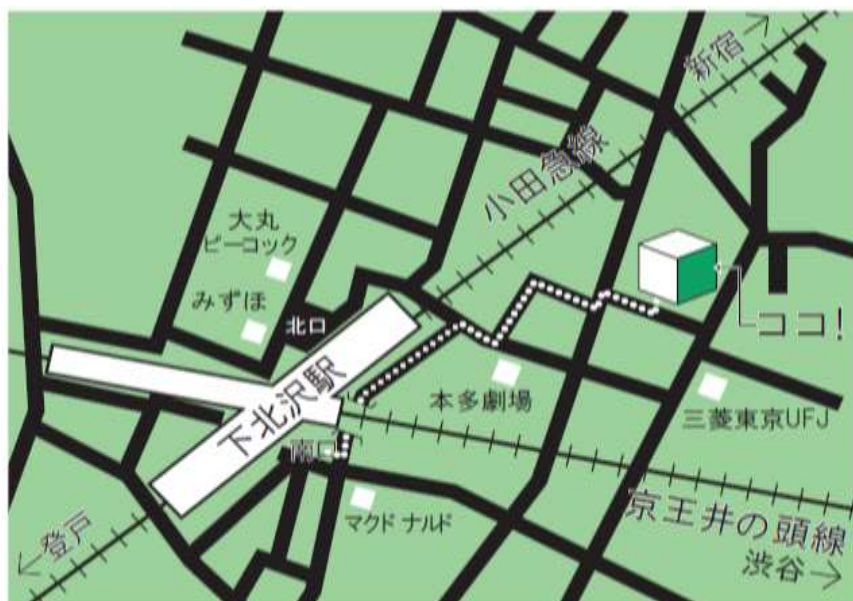 新宿
小田急線
大丸
ピーコック
みずほ
北口
ココ!
下北沢駅
本多劇場
三菱東京UFJ
南口
マクドナルド
京王井の頭線
登戸
渋谷